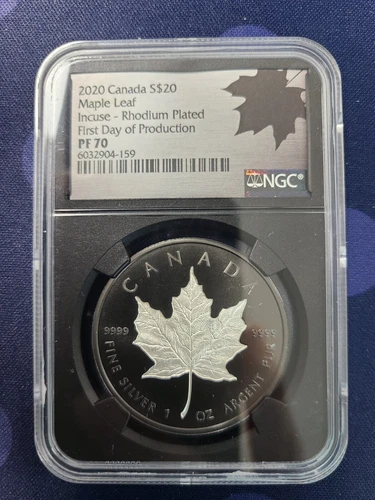 2020 Canada S$20
Maple Leaf
Incuse - Rhodium Plated
First Day of Production
PF 70
6032904-159
NGC
CANADA
9999 9999
FINE SILVER 1 OZ ARGENT PUR